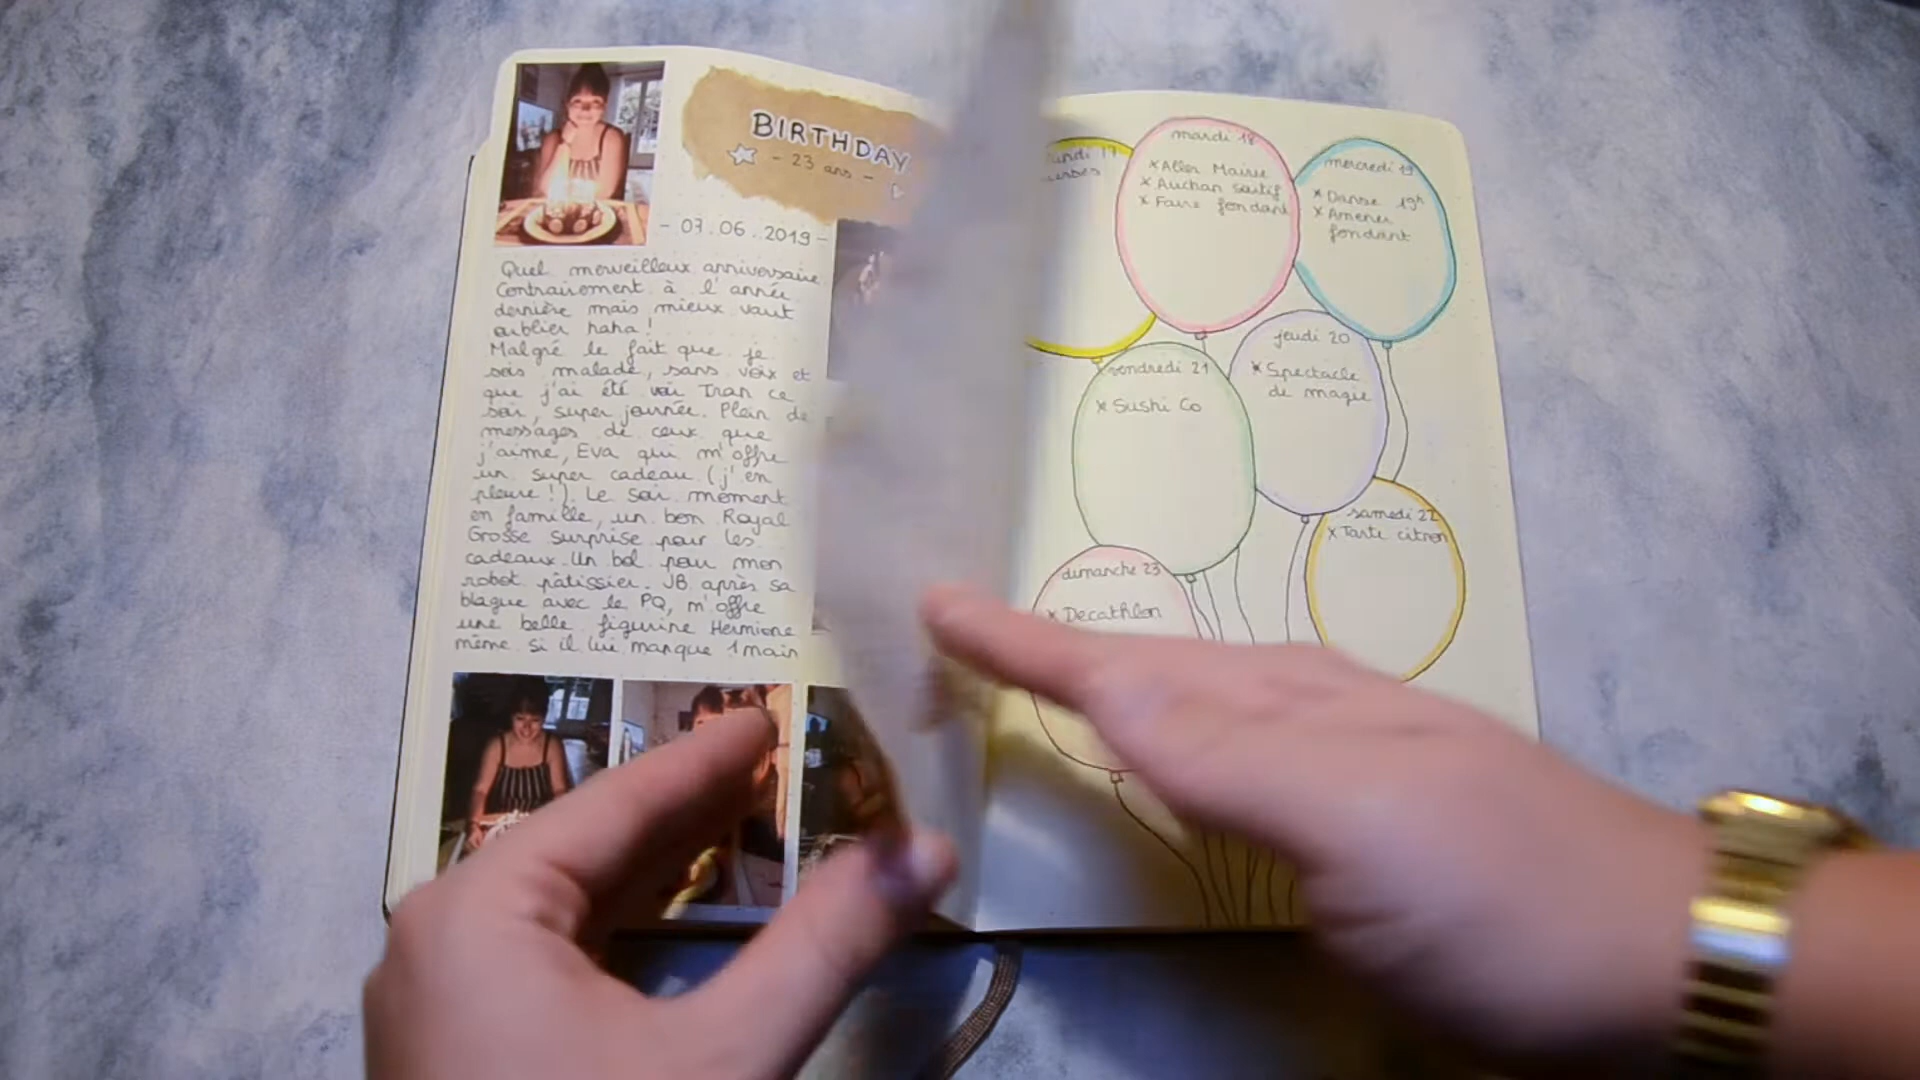 BIRTHDAY
- 23 ans -
- 07.06.2019 -
Quel merveilleux anniversaire
Contrairement à l'année
dernière mais mieux vaut
oublier haha!
Malgré le fait que je
sois malade, sans voix et
que j'ai été voir Tran ce
soir, super journée. Plein de
messages de ceux que
j'aime, Eva qui m'offre
un super cadeau (j'en
pleure!). Le soir moment
en famille, un bon Royal
Grosse surprise pour les
cadeaux. Un bol pour mon
robot pâtissier. JB après sa
blague avec le PQ, m'offre
une belle figurine Hermione
même si il lui manque 1 main
lundi 17
mardi 18
x Aller Mairie
x Auchan
x Faire fondant
mercredi 19
x Danse 19h
x Amener
fondant
jeudi 20
x Spectacle
de magie
vendredi 21
x Sushi Co
samedi 22
x Tarte citron
dimanche 23
x Decathlon